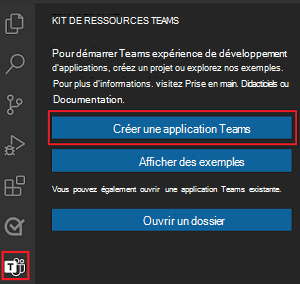 KIT DE RESSOURCES TEAMS
Pour démarrer Teams expérience de développement
d'applications, créez un projet ou explorez nos exemples.
Pour plus d'informations. visitez Prise en main. Didacticiels ou
Documentation.
Créer une application Teams
Afficher des exemples
Vous pouvez également ouvrir une application Teams existante.
Ouvrir un dossier
T